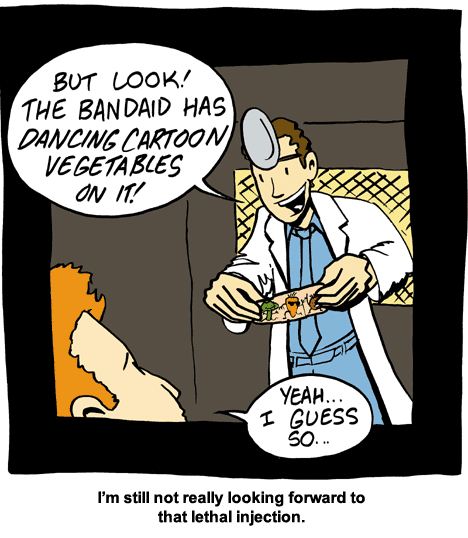 BUT LOOK!
THE BANDAID HAS
DANCING CARTOON
VEGETABLES
ON IT!
YEAH...
I GUESS
SO...
I'm still not really looking forward to
that lethal injection.